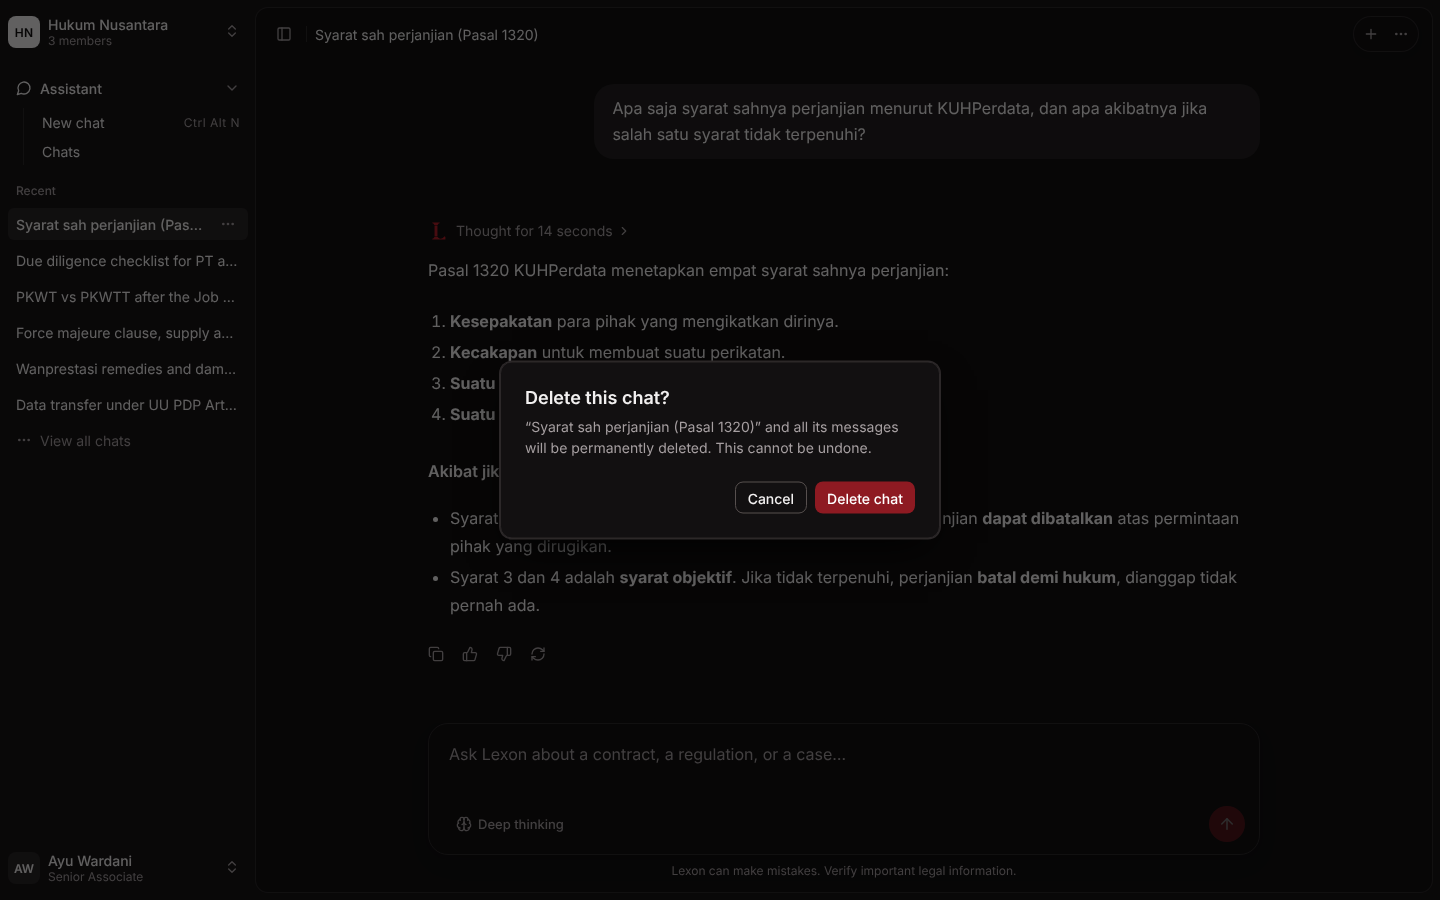 HN
Hukum Nusantara
3 members
Assistant
New chat
Ctrl Alt N
Chats
Recent
Syarat sah perjanjian (Pas...
Due diligence checklist for PT a...
PKWT vs PKWTT after the Job ...
Force majeure clause, supply a...
Wanprestasi remedies and dam...
Data transfer under UU PDP Art...
View all chats
AW
Ayu Wardani
Senior Associate
Syarat sah perjanjian (Pasal 1320)
Apa saja syarat sahnya perjanjian menurut KUHPerdata, dan apa akibatnya jika
salah satu syarat tidak terpenuhi?
L
Thought for 14 seconds
Pasal 1320 KUHPerdata menetapkan empat syarat sahnya perjanjian:
1. Kesepakatan para pihak yang mengikatkan dirinya.
2. Kecakapan untuk membuat suatu perikatan.
3. Suatu
4. Suatu
Delete this chat?
“Syarat sah perjanjian (Pasal 1320)” and all its messages
will be permanently deleted. This cannot be undone.
Cancel
Delete chat
Akibat jik
Syarat
njian dapat dibatalkan atas permintaan
pihak yang dirugikan.
Syarat 3 dan 4 adalah syarat objektif. Jika tidak terpenuhi, perjanjian batal demi hukum, dianggap tidak
pernah ada.
Ask Lexon about a contract, a regulation, or a case...
Deep thinking
Lexon can make mistakes. Verify important legal information.